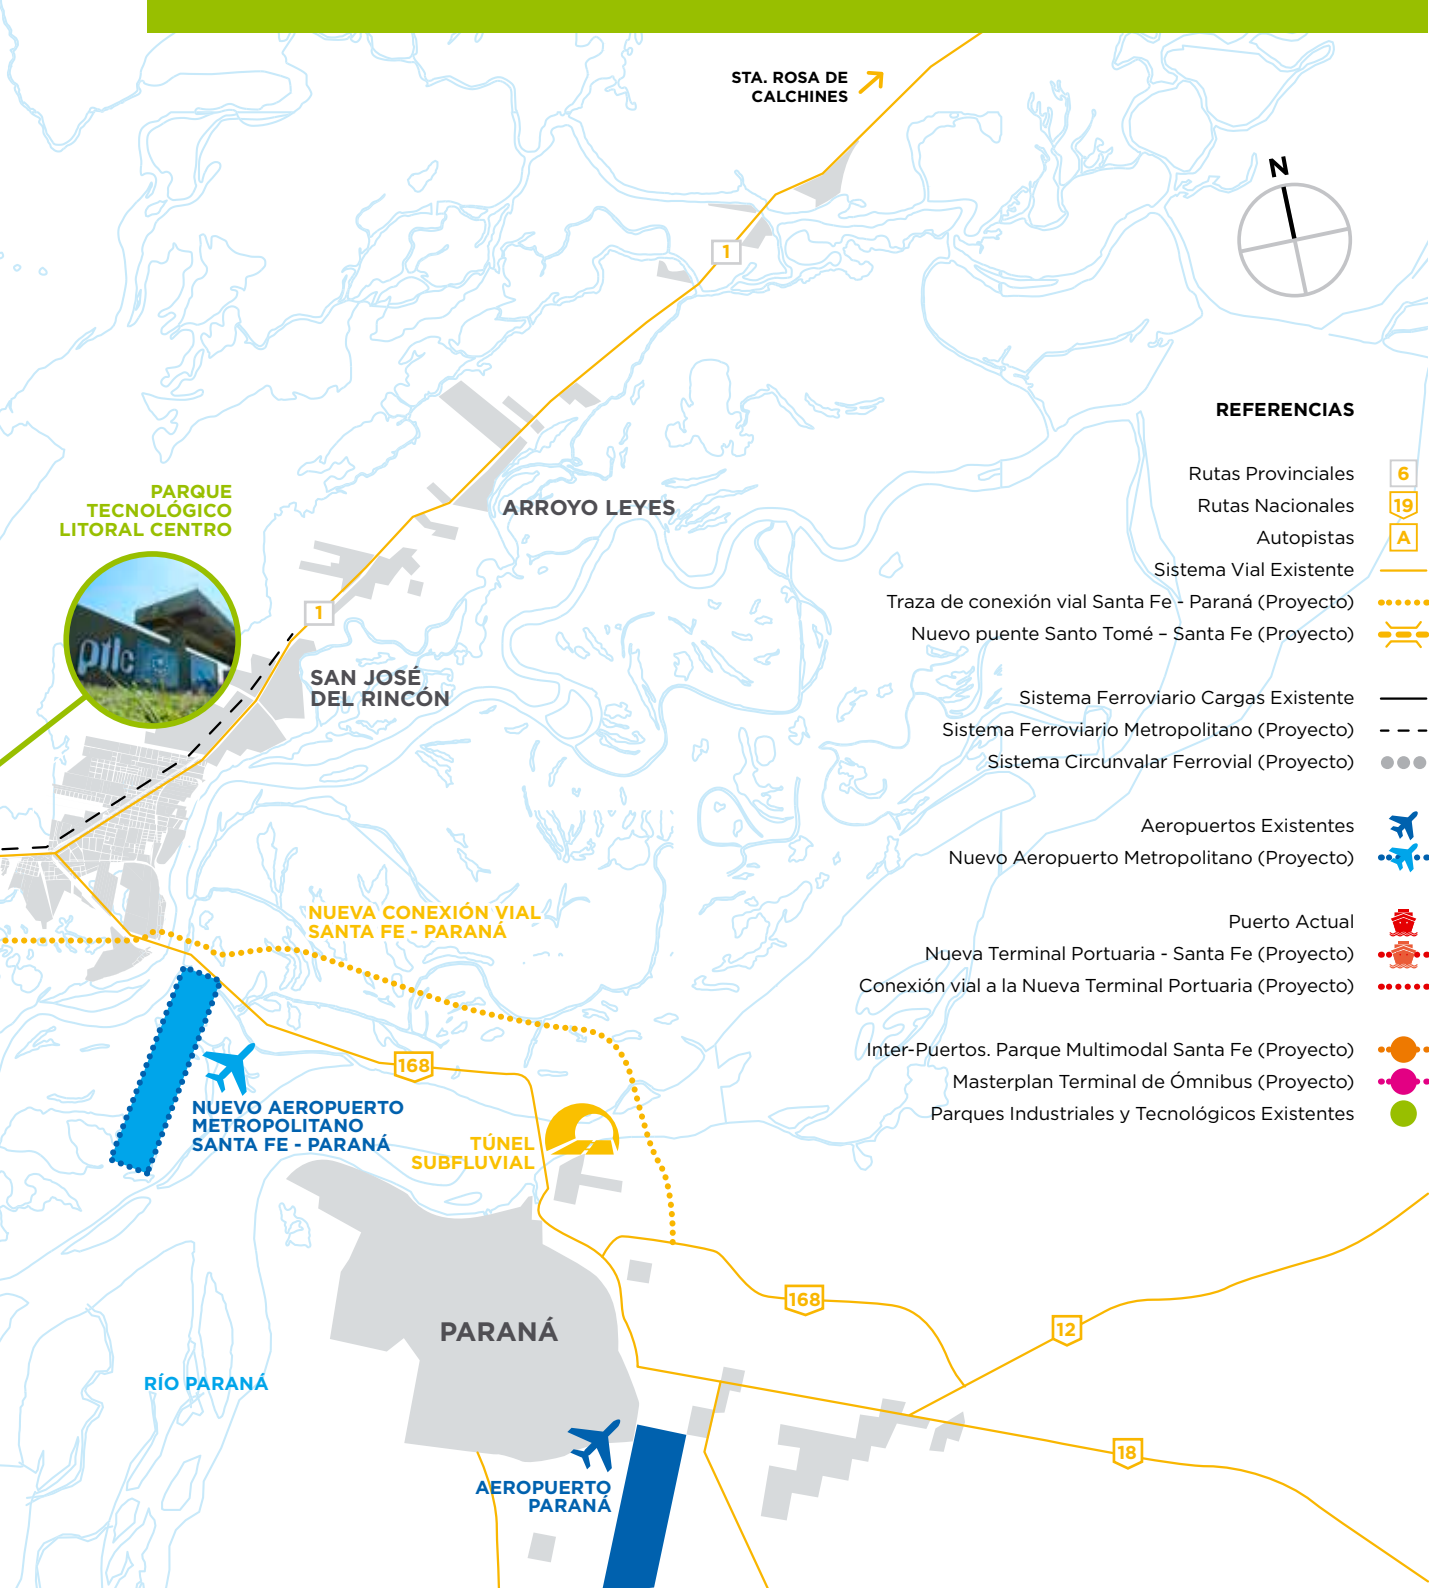 STA. ROSA DE
CALCHINES
N
1
REFERENCIAS
Rutas Provinciales
6
Rutas Nacionales
19
Autopistas
A
Sistema Vial Existente
Traza de conexión vial Santa Fe - Paraná (Proyecto)
Nuevo puente Santo Tomé – Santa Fe (Proyecto)
Sistema Ferroviario Cargas Existente
Sistema Ferroviario Metropolitano (Proyecto)
Sistema Circunvalar Ferrovial (Proyecto)
Aeropuertos Existentes
Nuevo Aeropuerto Metropolitano (Proyecto)
Puerto Actual
Nueva Terminal Portuaria - Santa Fe (Proyecto)
Conexión vial a la Nueva Terminal Portuaria (Proyecto)
Inter-Puertos. Parque Multimodal Santa Fe (Proyecto)
Masterplan Terminal de Ómnibus (Proyecto)
Parques Industriales y Tecnológicos Existentes
PARQUE
TECNOLÓGICO
LITORAL CENTRO
ptlc
ARROYO LEYES
1
SAN JOSÉ
DEL RINCÓN
NUEVA CONEXIÓN VIAL
SANTA FE - PARANÁ
168
NUEVO AEROPUERTO
METROPOLITANO
SANTA FE - PARANÁ
TÚNEL
SUBFLUVIAL
168
12
PARANÁ
RÍO PARANÁ
18
AEROPUERTO
PARANÁ